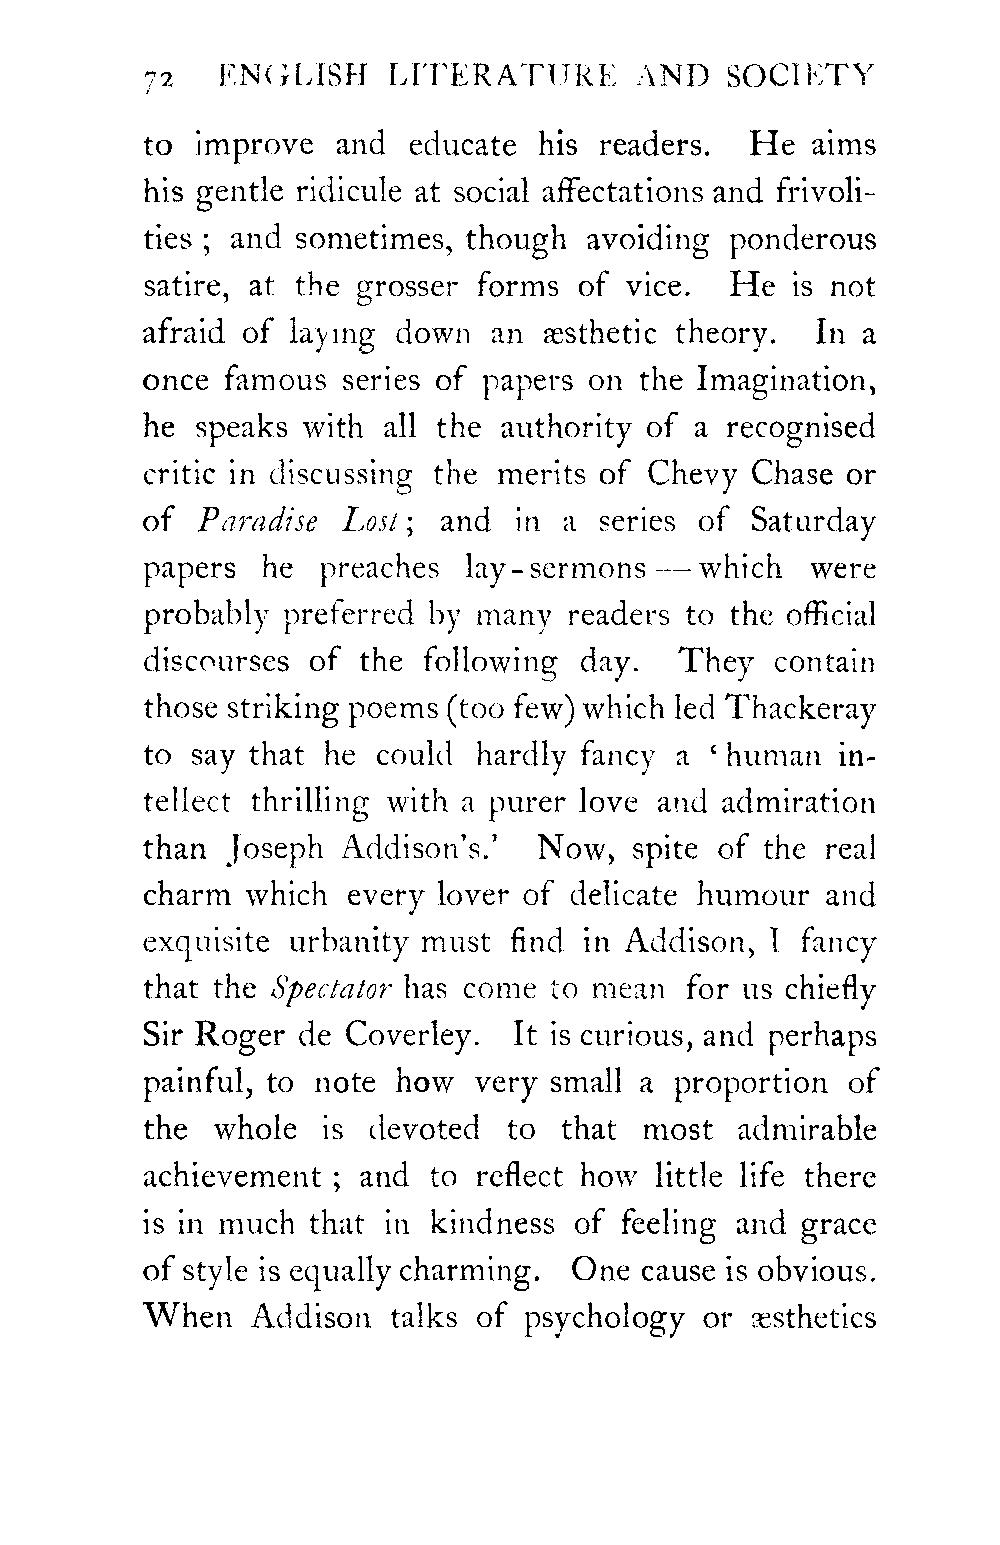 72 ENGLISH LITERATURE AND SOCIETY
to improve and educate his readers. He aims
his gentle ridicule at social affectations and frivoli-
ties ; and sometimes, though avoiding ponderous
satire, at the grosser forms of vice. He is not
afraid of laying down an æsthetic theory. In a
once famous series of papers on the Imagination,
he speaks with all the authority of a recognised
critic in discussing the merits of Chevy Chase or
of Paradise Lost ; and in a series of Saturday
papers he preaches lay-sermons — which were
probably preferred by many readers to the official
discourses of the following day. They contain
those striking poems (too few) which led Thackeray
to say that he could hardly fancy a ‘ human in-
tellect thrilling with a purer love and admiration
than Joseph Addison’s.’ Now, spite of the real
charm which every lover of delicate humour and
exquisite urbanity must find in Addison, I fancy
that the Spectator has come to mean for us chiefly
Sir Roger de Coverley. It is curious, and perhaps
painful, to note how very small a proportion of
the whole is devoted to that most admirable
achievement ; and to reflect how little life there
is in much that in kindness of feeling and grace
of style is equally charming. One cause is obvious.
When Addison talks of psychology or æsthetics